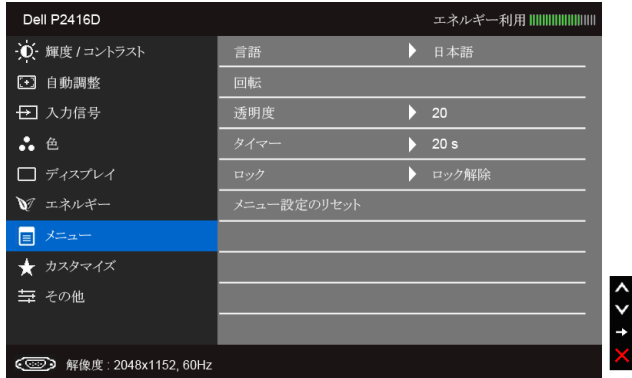 Dell P2416D エネルギー利用
輝度 / コントラスト 言語 日本語
自動調整 回転
入力信号 透明度 20
色 タイマー 20 s
ディスプレイ ロック ロック解除
エネルギー メニュー設定のリセット
メニュー
カスタマイズ
その他
解像度 : 2048x1152, 60Hz